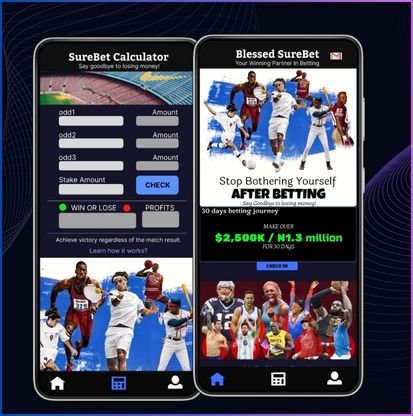 SureBet Calculator
Say goodbye to losing money!
odd1 Amount
odd2 Amount
odd3 Amount
Stake Amount
CHECK
WIN OR LOSE PROFITS
Achieve victory regardless of the match result.
Learn how it works?
Blessed SureBet
Your Winning Partner In Betting
Stop Bothering Yourself
AFTER BETTING
Say Goodbye to losing money!
30 days betting journey
MAKE OVER
$2,500K / N1.3 million
FOR 30 DAYS
CHECK IN